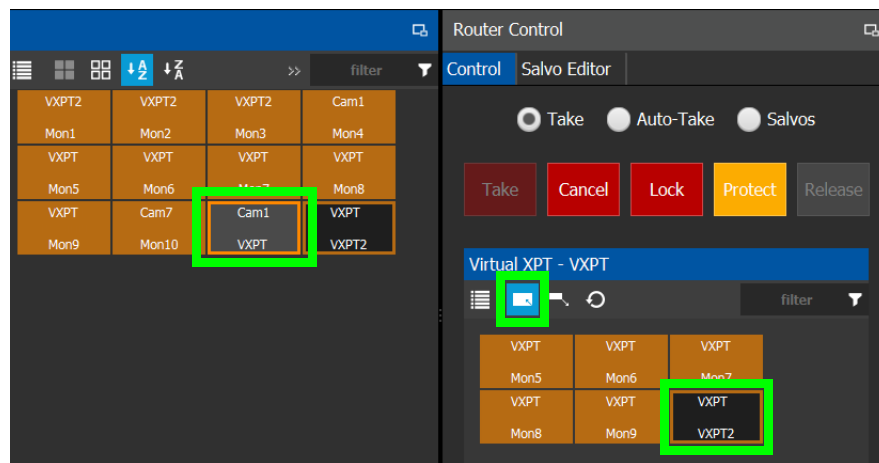 Router Control
Control Salvo Editor
A
Z
Z
A
>>
filter
filter
VXPT2 VXPT2 VXPT2 Cam1
Mon1 Mon2 Mon3 Mon4
VXPT VXPT VXPT VXPT
Mon5 Mon6 Mon7 Mon8
VXPT Cam7 Cam1 VXPT
Mon9 Mon10 VXPT VXPT2
Take Auto-Take Salvos
Take Cancel Lock Protect Release
Virtual XPT - VXPT
VXPT VXPT VXPT
Mon5 Mon6 Mon7
VXPT VXPT VXPT
Mon8 Mon9 VXPT2